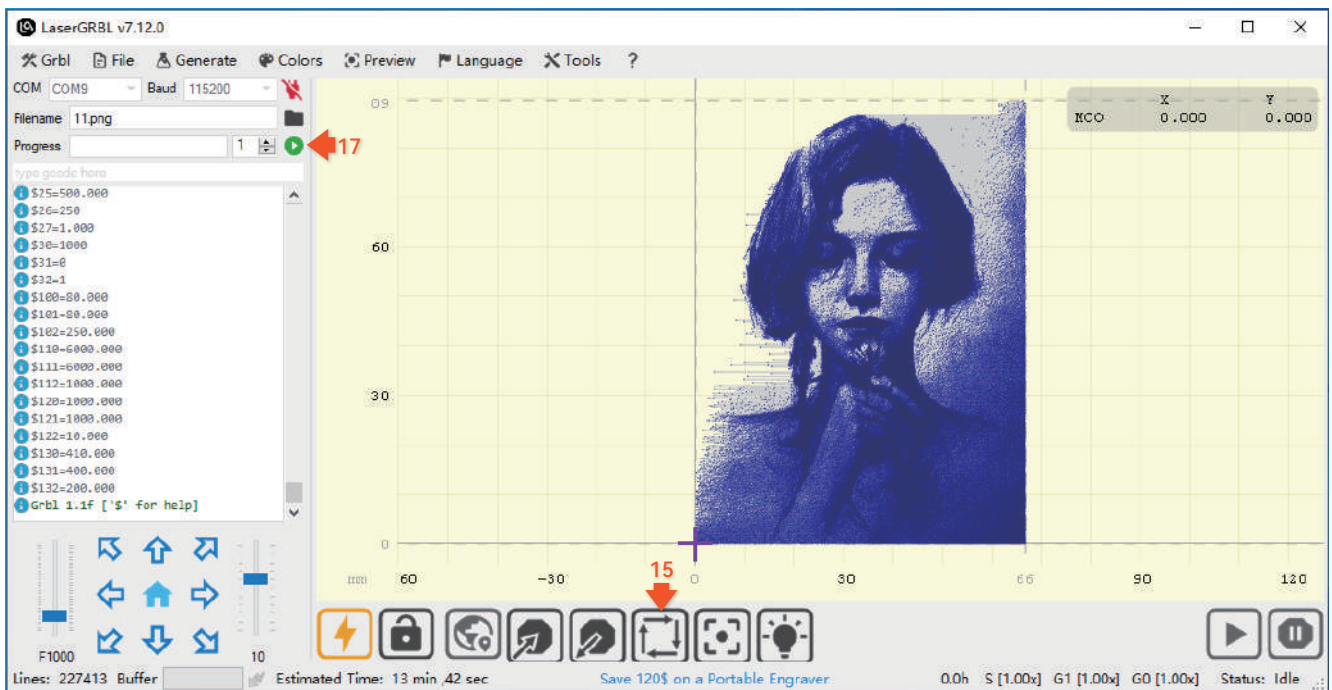 LaserGRBL v7.12.0
Grbl File Generate Colors Preview Language Tools ?
COM COM9 Baud 115200
Filename 11.png
Progress 1 17
type gcode here
$25=500.000
$26=250
$27=1.000
$30=1000
$31=0
$32=1
$100=80.000
$101=80.000
$102=250.000
$110=6000.000
$111=6000.000
$112=1000.000
$120=1000.000
$121=1000.000
$122=10.000
$130=410.000
$131=400.000
$132=200.000
Grbl 1.1f ['$' for help]
F1000 10
X Y
MCO 0.000 0.000
09
60
30
0
mm 60 -30 0 30 66 90 120
15
Lines: 227413 Buffer Estimated Time: 13 min ,42 sec Save 120$ on a Portable Engraver 0.0h S [1.00x] G1 [1.00x] G0 [1.00x] Status: Idle